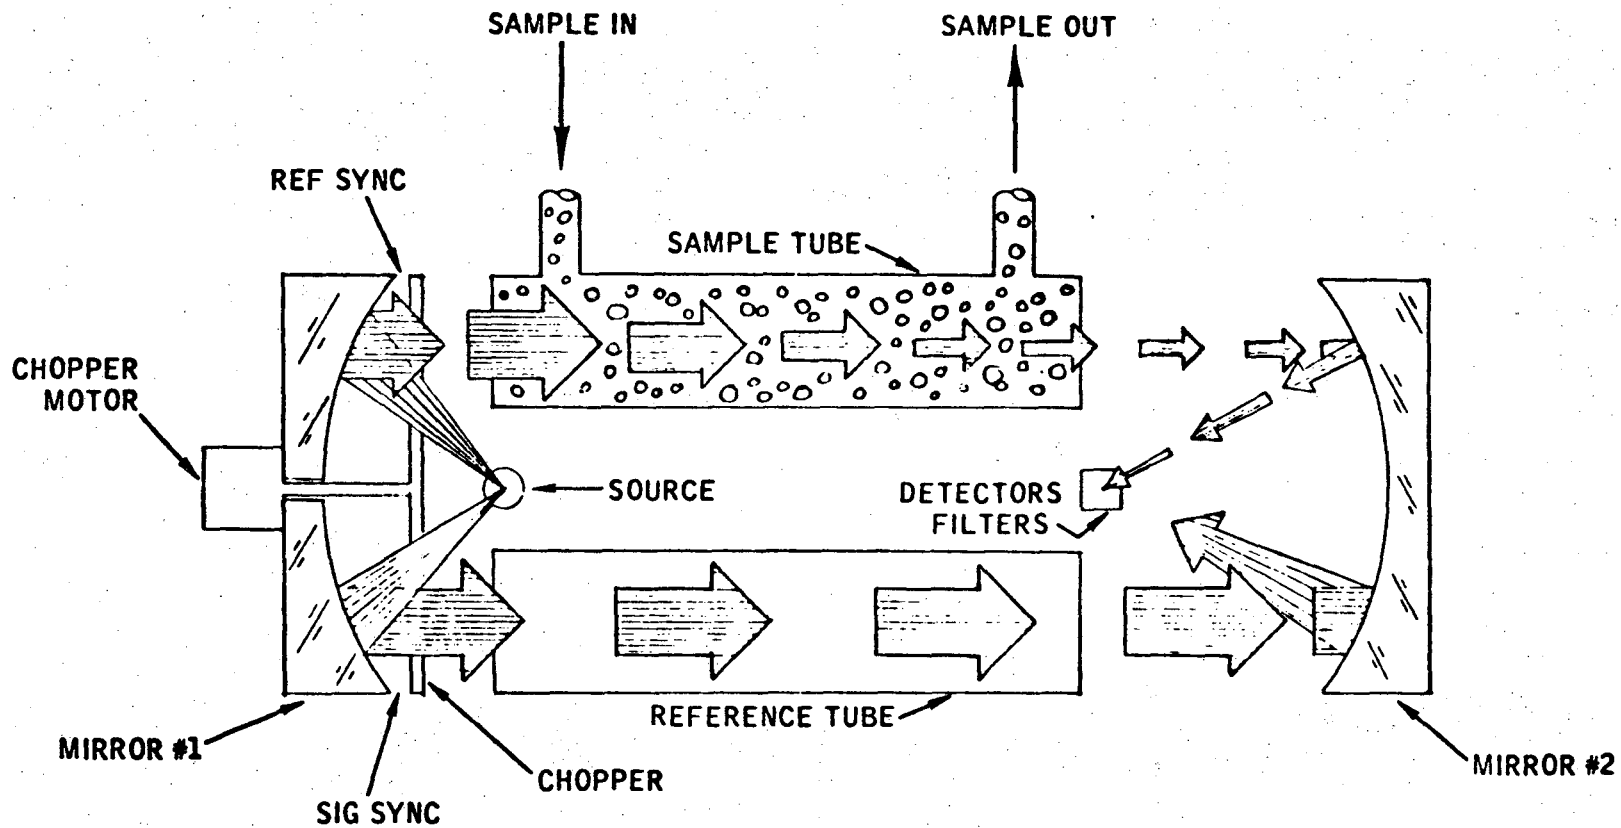 SAMPLE IN
SAMPLE OUT
REF SYNC
SAMPLE TUBE
CHOPPER
MOTOR
SOURCE
DETECTORS
FILTERS
REFERENCE TUBE
MIRROR #1
CHOPPER
MIRROR #2
SIG SYNC